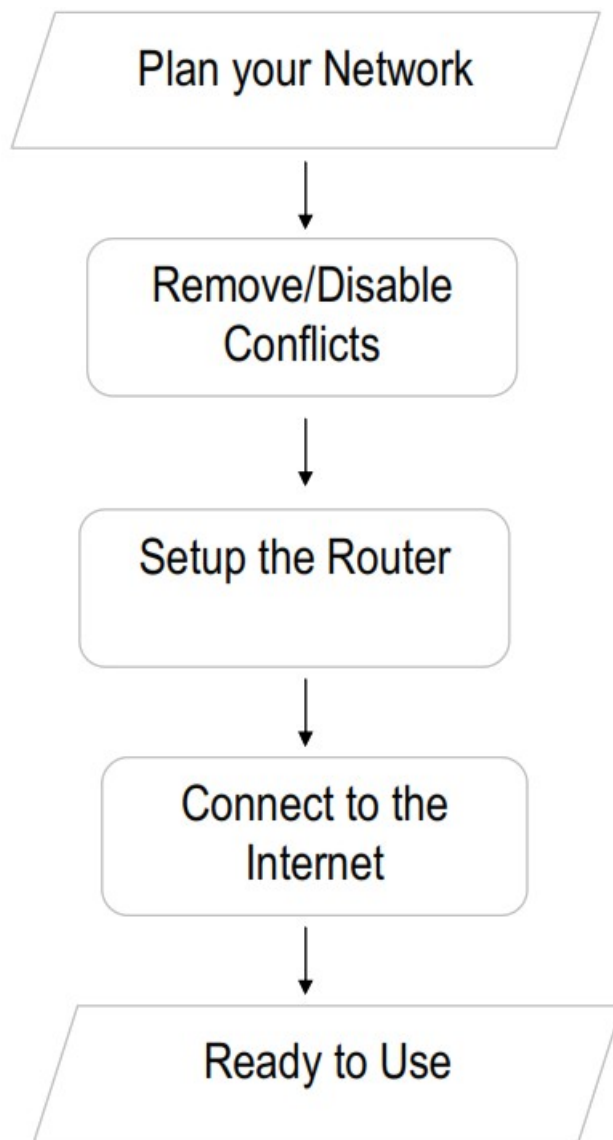 Plan your Network
Remove/Disable
Conflicts
Setup the Router
Connect to the
Internet
Ready to Use